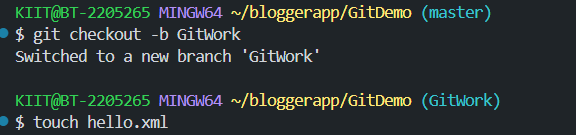 KIIT@BT-2205265 MINGW64 ~/bloggerapp/GitDemo (master)
$ git checkout -b GitWork
Switched to a new branch 'GitWork'
KIIT@BT-2205265 MINGW64 ~/bloggerapp/GitDemo (GitWork)
$ touch hello.xml